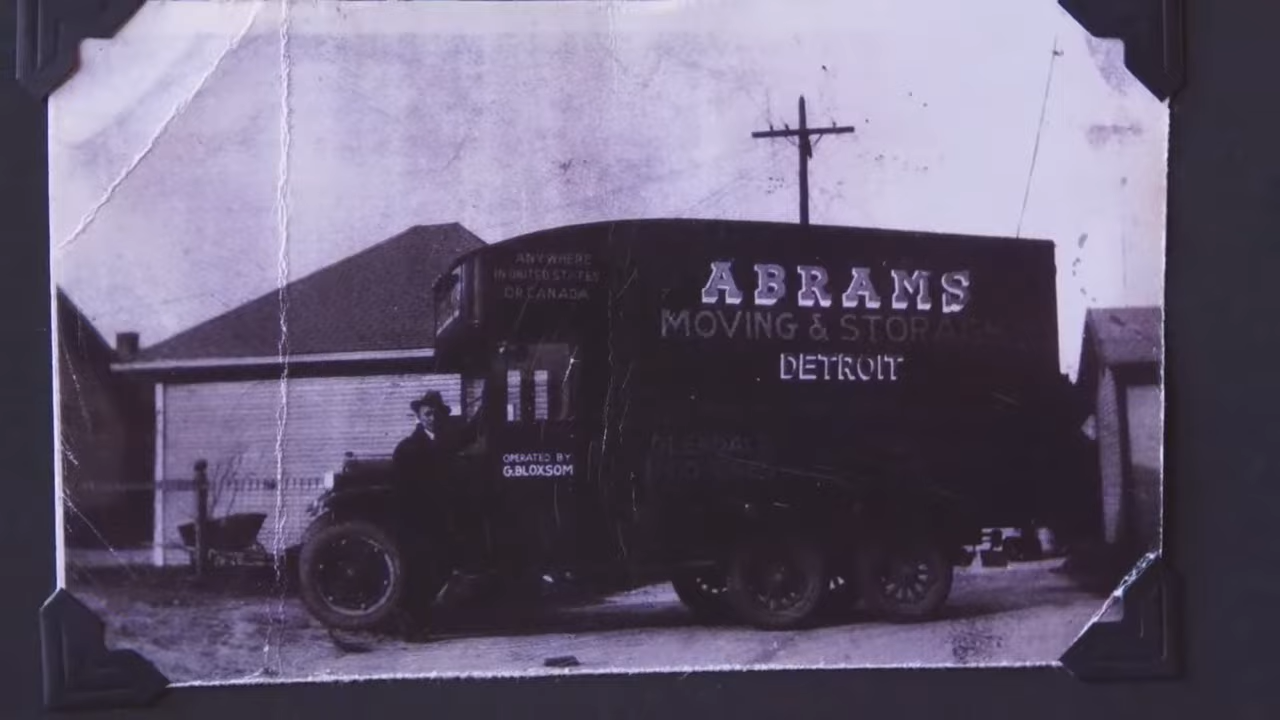 ANYWHERE
IN UNITED STATES
OR CANADA
ABRAMS
MOVING & STORAGE
DETROIT
OPERATED BY
G.BLOXSOM